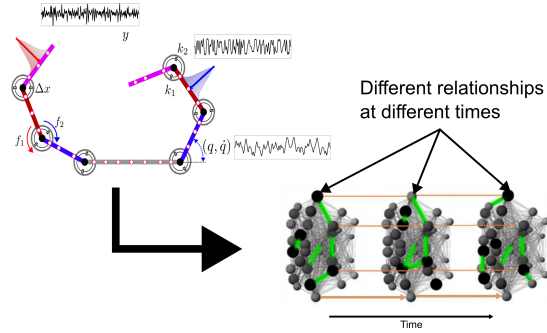 y
k₂
Δx
k₁
f₂
f₁
(q, q̇)
Different relationships
at different times
Time